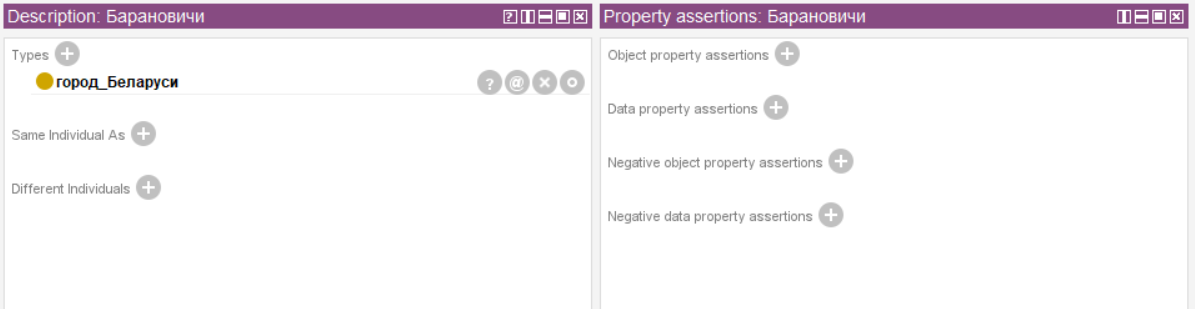 Description: Барановичи
Types
город_Беларуси
Same Individual As
Different Individuals
Property assertions: Барановичи
Object property assertions
Data property assertions
Negative object property assertions
Negative data property assertions